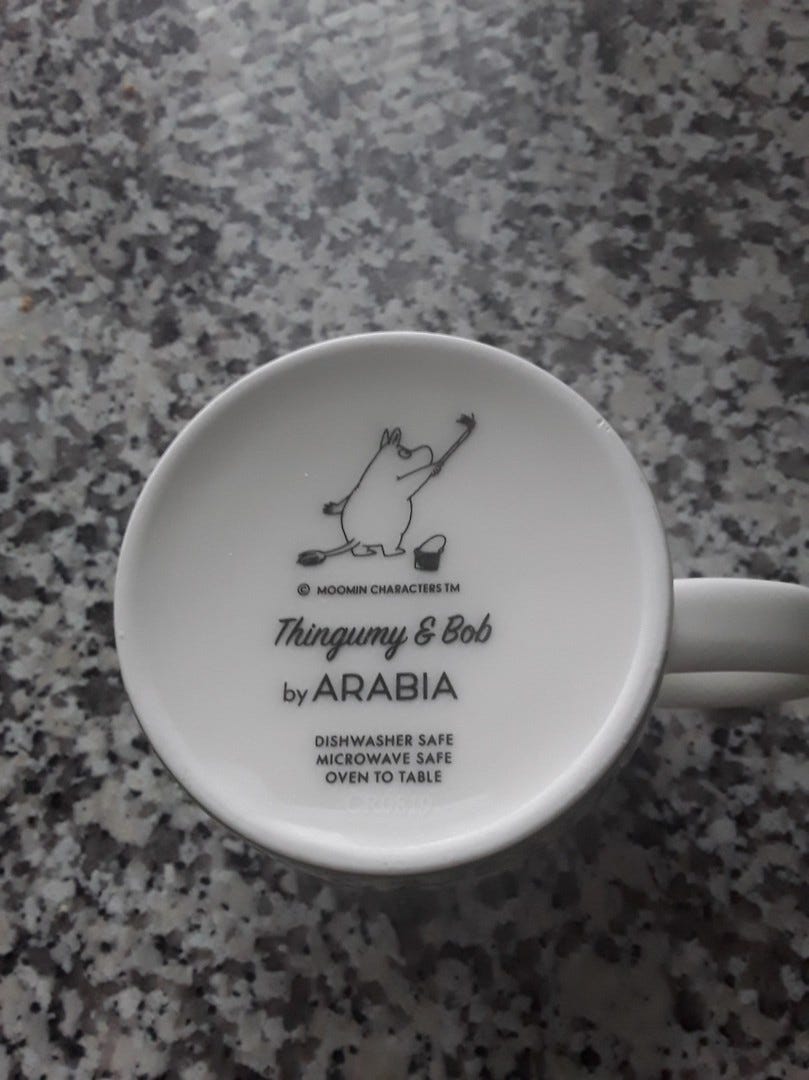 © MOOMIN CHARACTERS TM
Thingumy & Bob
by ARABIA
DISHWASHER SAFE
MICROWAVE SAFE
OVEN TO TABLE